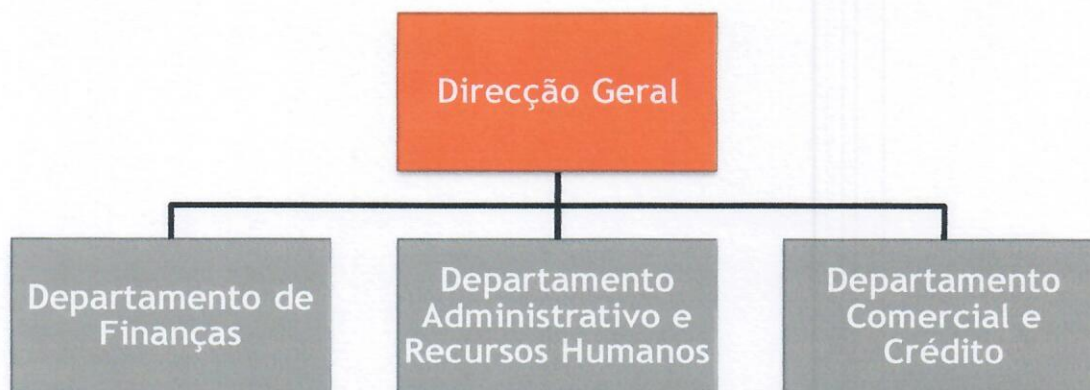 Direcção Geral
Departamento de
Finanças
Departamento
Administrativo e
Recursos Humanos
Departamento
Comercial e
Crédito